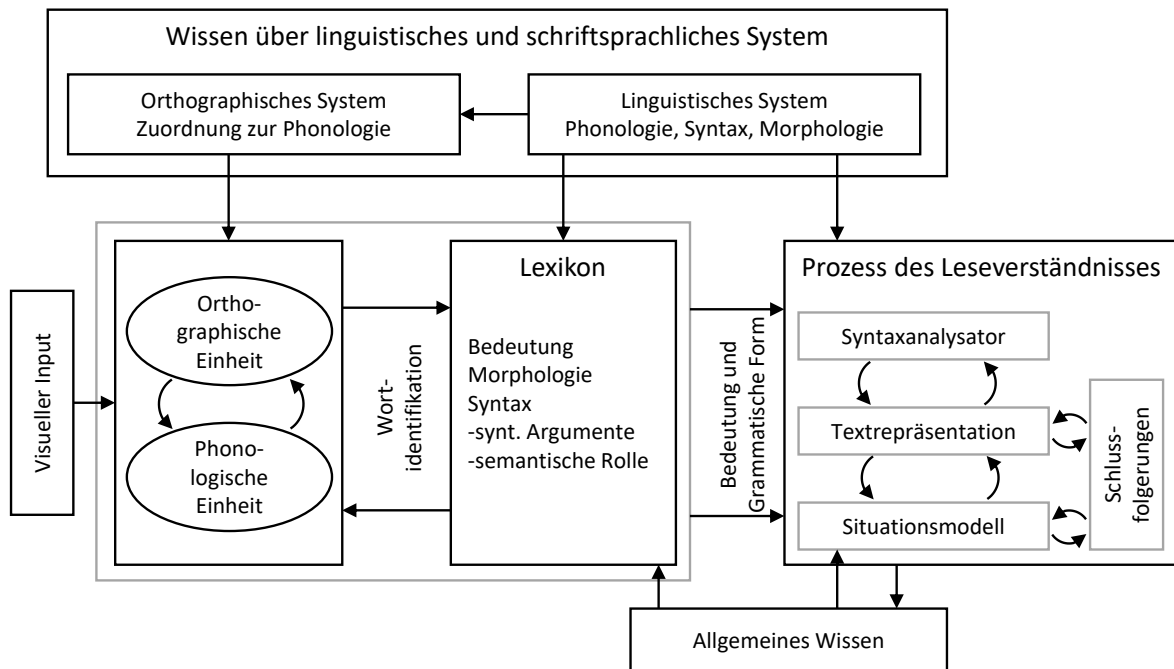 Wissen über linguistisches und schriftsprachliches System
Orthographisches System
Zuordnung zur Phonologie
Linguistisches System
Phonologie, Syntax, Morphologie
Visueller Input
Ortho-
graphische
Einheit
Phono-
logische
Einheit
Wort-
identifikation
Lexikon
Bedeutung
Morphologie
Syntax
-synt. Argumente
-semantische Rolle
Bedeutung und
Grammatische Form
Prozess des Leseverständnisses
Syntaxanalysator
Textrepräsentation
Situationsmodell
Schluss-
folgerungen
Allgemeines Wissen